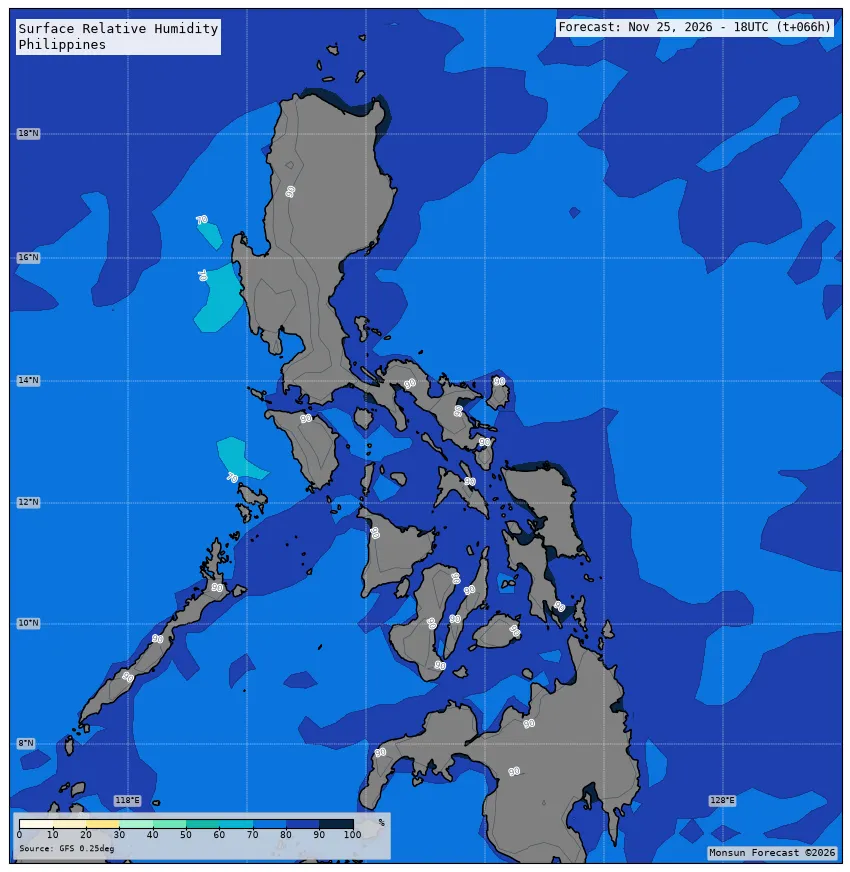 Surface Relative Humidity
Philippines
Forecast: Nov 25, 2026 - 18UTC (t+066h)
18°N
90
70
16°N
70
14°N
90
90
90
90
90
70
90
12°N
90
90
90
90
90
10°N
90
90
90
90
90
90
90
8°N
90
90
118°E
128°E
%
0 10 20 30 40 50 60 70 80 90 100
Source: GFS 0.25deg
Monsun Forecast ©2026